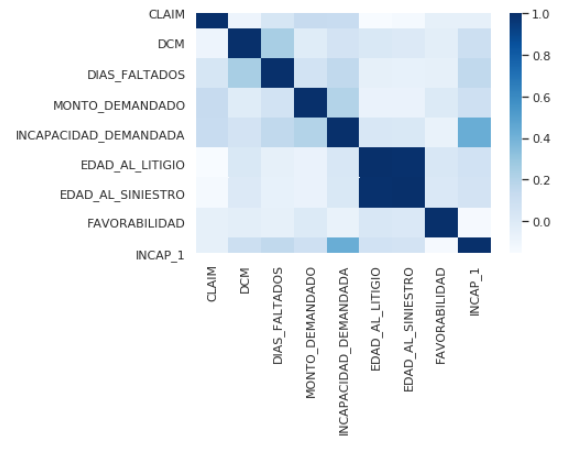 CLAIM
DCM
DIAS_FALTADOS
MONTO_DEMANDADO
INCAPACIDAD_DEMANDADA
EDAD_AL_LITIGIO
EDAD_AL_SINIESTRO
FAVORABILIDAD
INCAP_1
CLAIM
DCM
DIAS_FALTADOS
MONTO_DEMANDADO
INCAPACIDAD_DEMANDADA
EDAD_AL_LITIGIO
EDAD_AL_SINIESTRO
FAVORABILIDAD
INCAP_1
1.0
0.8
0.6
0.4
0.2
0.0